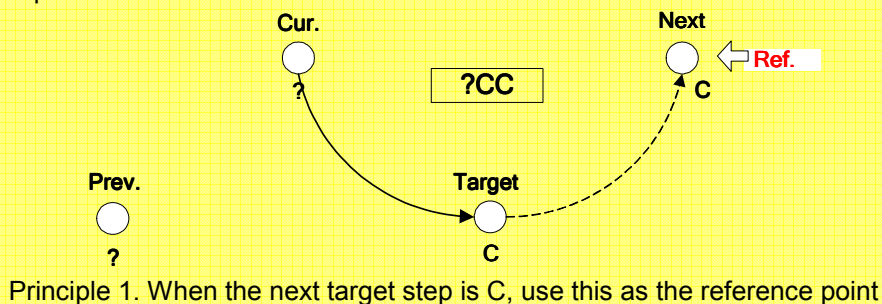 Cur.
Next
Ref.
?
?CC
C
Prev.
Target
?
C
Principle 1. When the next target step is C, use this as the reference point